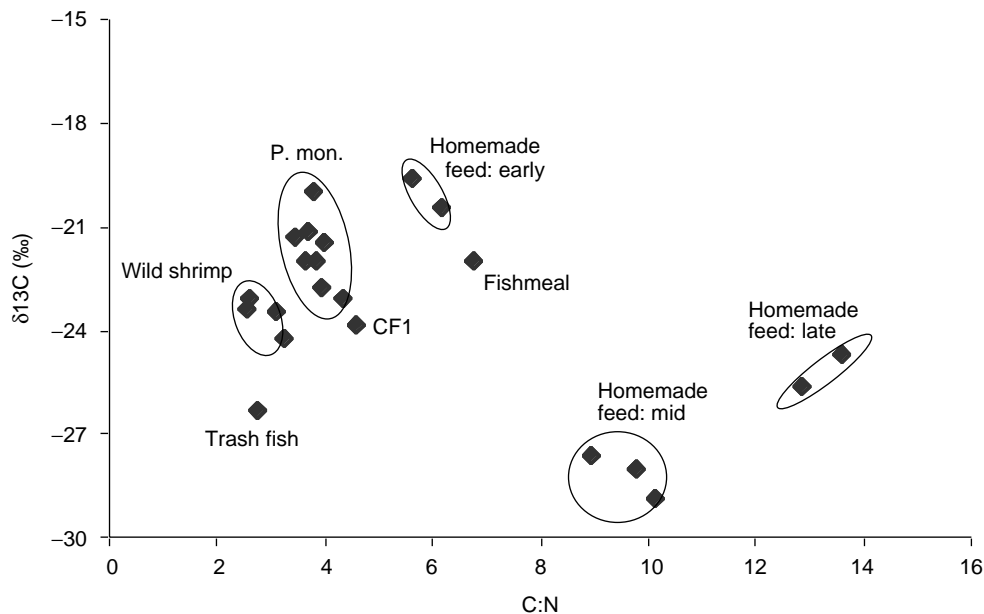 −15
−18
−21
−24
−27
−30
δ13C (‰)
P. mon.
Homemade
feed: early
Wild shrimp
Fishmeal
CF1
Homemade
feed: late
Trash fish
Homemade
feed: mid
0
2
4
6
8
10
12
14
16
C:N